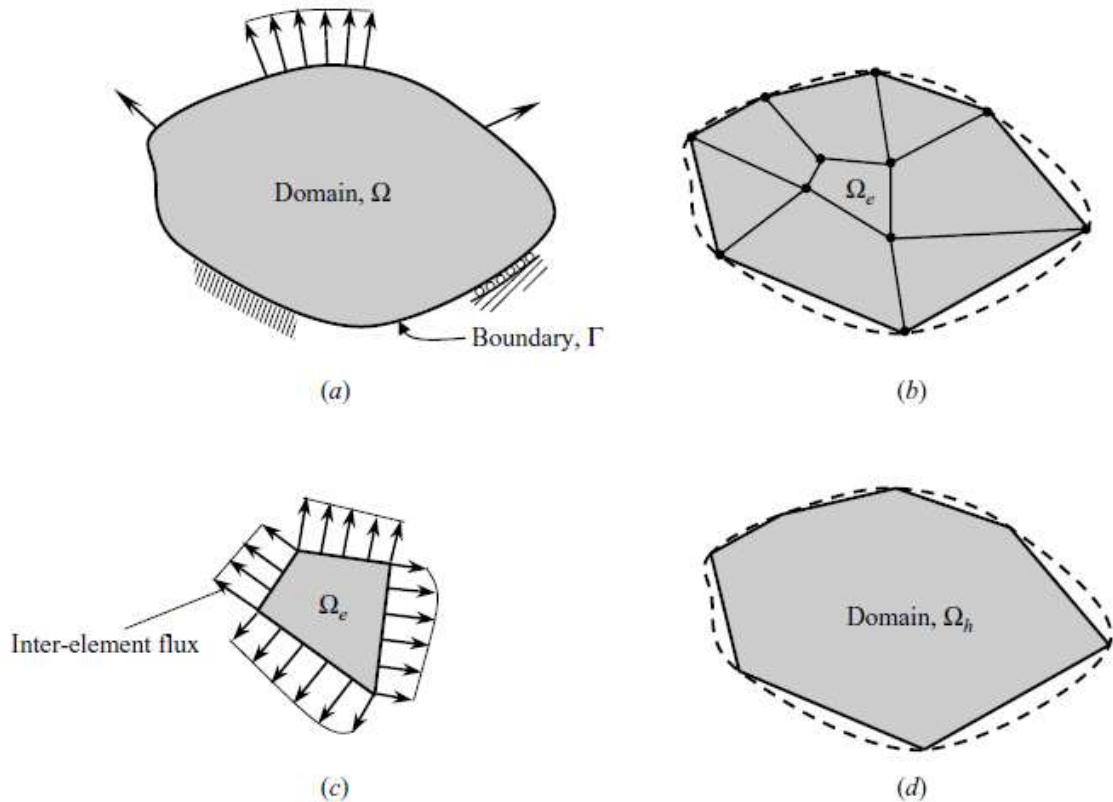 Domain, Ω
Ωe
Boundary, Γ
(a)
(b)
Ωe
Inter-element flux
Domain, Ωh
(c)
(d)